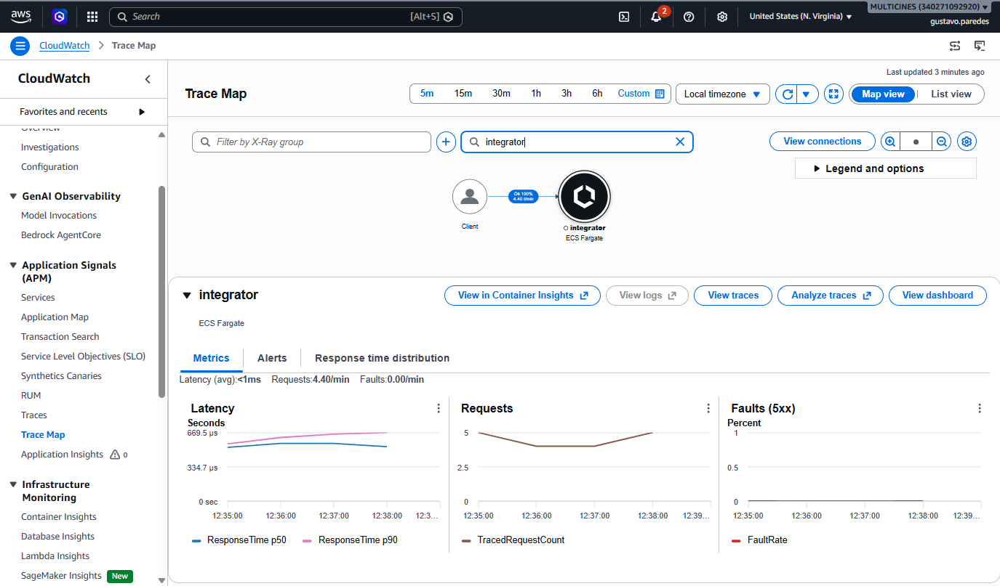 aws
Search
[Alt+S]
2
United States (N. Virginia)
MULTICINES (340271092920)
gustavo.paredes
CloudWatch > Trace Map
CloudWatch
Favorites and recents
Overview
Investigations
Configuration
GenAI Observability
Model Invocations
Bedrock AgentCore
Application Signals
(APM)
Services
Application Map
Transaction Search
Service Level Objectives (SLO)
Synthetics Canaries
RUM
Traces
Trace Map
Application Insights 0
Infrastructure
Monitoring
Container Insights
Database Insights
Lambda Insights
SageMaker Insights New
Last updated 3 minutes ago
Trace Map
5m 15m 30m 1h 3h 6h Custom
Local timezone
Map view
List view
Filter by X-Ray group
integrator
View connections
Legend and options
Ok 100%
4.40 t/min
Client
integrator
ECS Fargate
integrator
View in Container Insights
View logs
View traces
Analyze traces
View dashboard
ECS Fargate
Metrics
Alerts
Response time distribution
Latency (avg):<1ms Requests:4.40/min Faults:0.00/min
Latency
Seconds
669.5 µs
334.7 µs
0 sec
12:35:00 12:36:00 12:37:00 12:38:00 12:3...
ResponseTime p50 ResponseTime p90
Requests
5
2.5
0
12:35:00 12:36:00 12:37:00 12:38:00 12:39...
TracedRequestCount
Faults (5xx)
Percent
1
0.5
0
12:35:00 12:36:00 12:37:00 12:38:00 12:39...
FaultRate